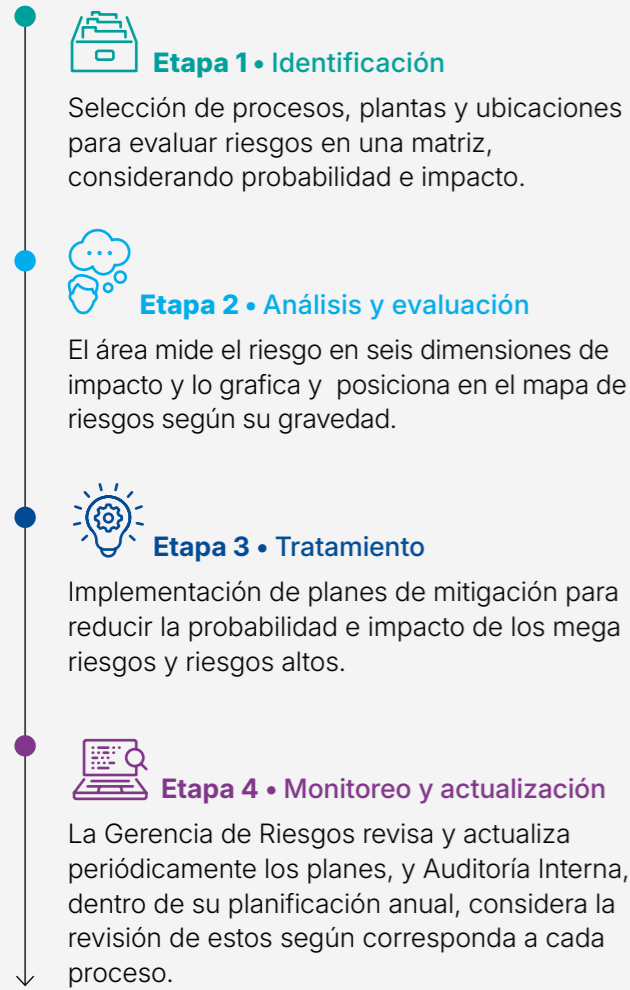 Etapa 1 • Identificación
Selección de procesos, plantas y ubicaciones
para evaluar riesgos en una matriz,
considerando probabilidad e impacto.
Etapa 2 • Análisis y evaluación
El área mide el riesgo en seis dimensiones de
impacto y lo grafica y  posiciona en el mapa de
riesgos según su gravedad.
Etapa 3 • Tratamiento
Implementación de planes de mitigación para
reducir la probabilidad e impacto de los mega
riesgos y riesgos altos.
Etapa 4 • Monitoreo y actualización
La Gerencia de Riesgos revisa y actualiza
periódicamente los planes, y Auditoría Interna,
dentro de su planificación anual, considera la
revisión de estos según corresponda a cada
proceso.